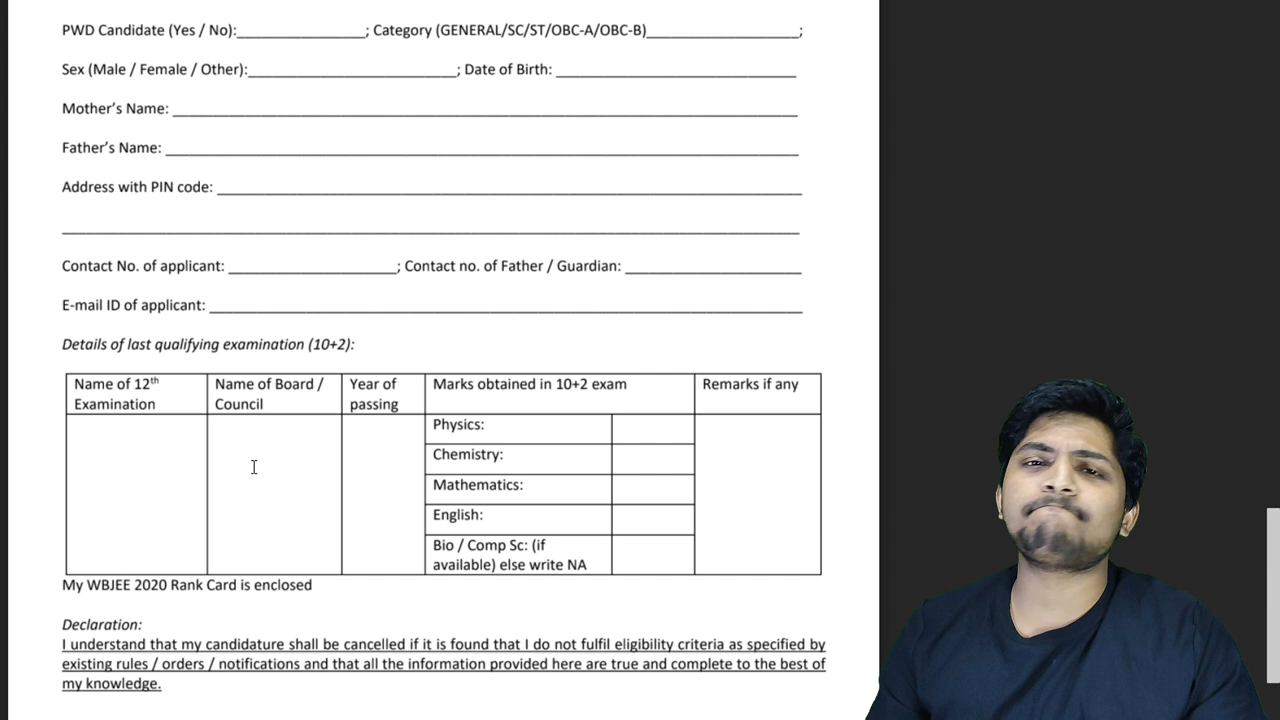 PWD Candidate (Yes / No):________________; Category (GENERAL/SC/ST/OBC-A/OBC-B)___________________;
Sex (Male / Female / Other):__________________________; Date of Birth: ______________________________
Mother's Name: ______________________________________________________________________________
Father's Name: _______________________________________________________________________________
Address with PIN code: _________________________________________________________________________
____________________________________________________________________________________________
Contact No. of applicant: _____________________; Contact no. of Father / Guardian: ______________________
E-mail ID of applicant: __________________________________________________________________________
Details of last qualifying examination (10+2):
Name of 12th Examination
Name of Board / Council
Year of passing
Marks obtained in 10+2 exam
Remarks if any
Physics:
Chemistry:
Mathematics:
English:
Bio / Comp Sc: (if
available) else write NA
My WBJEE 2020 Rank Card is enclosed
Declaration:
I understand that my candidature shall be cancelled if it is found that I do not fulfil eligibility criteria as specified by
existing rules / orders / notifications and that all the information provided here are true and complete to the best of
my knowledge.